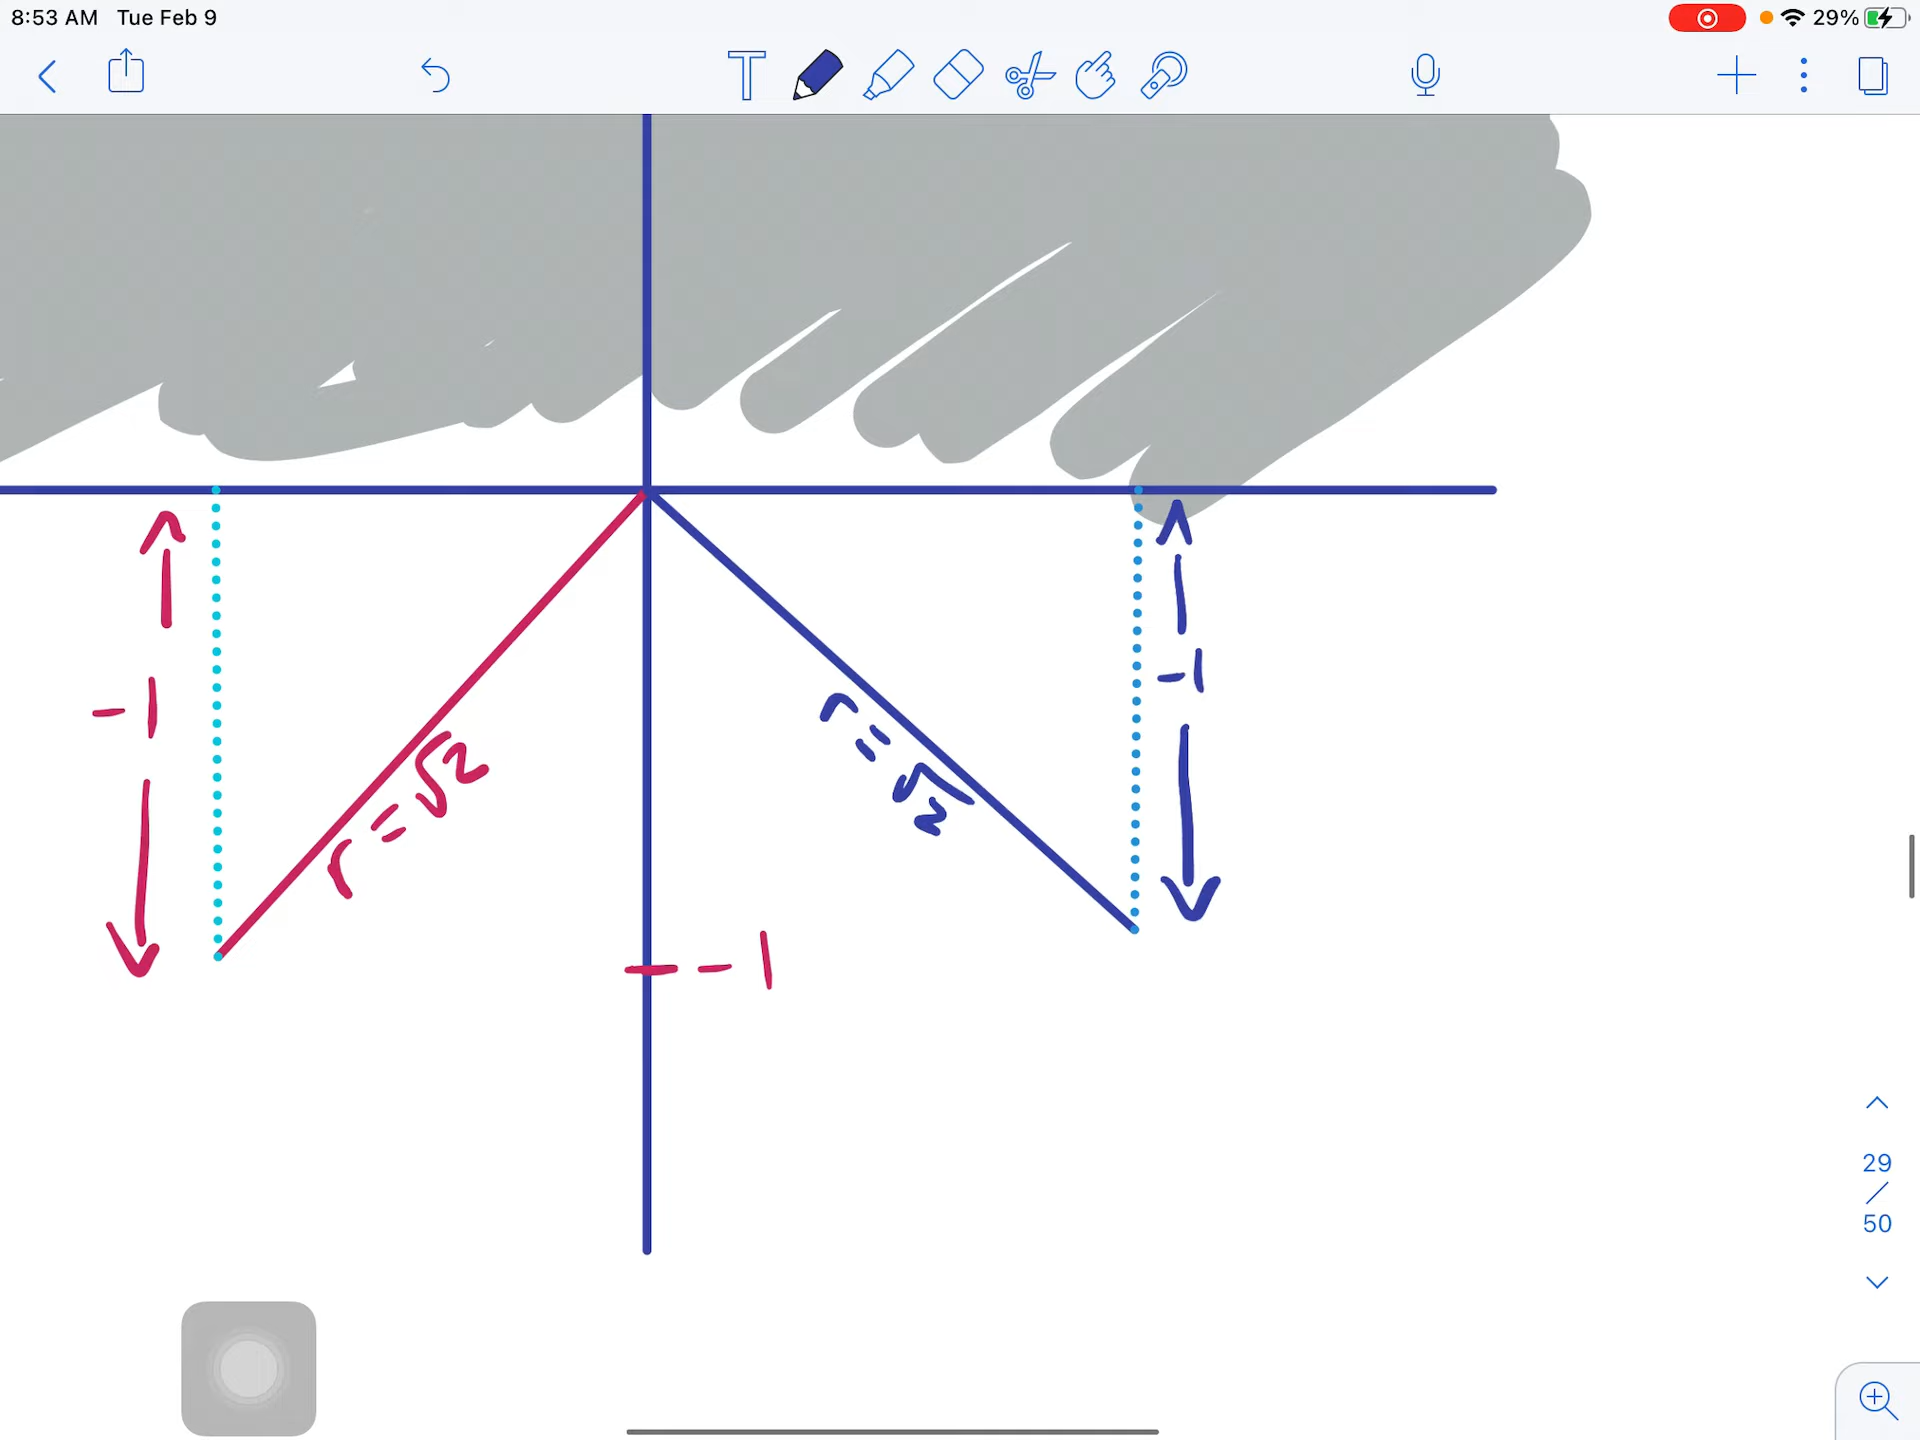 8:53 AM Tue Feb 9
29%
T
-1
-1
r = √2
r = √2
-1
29
/
50